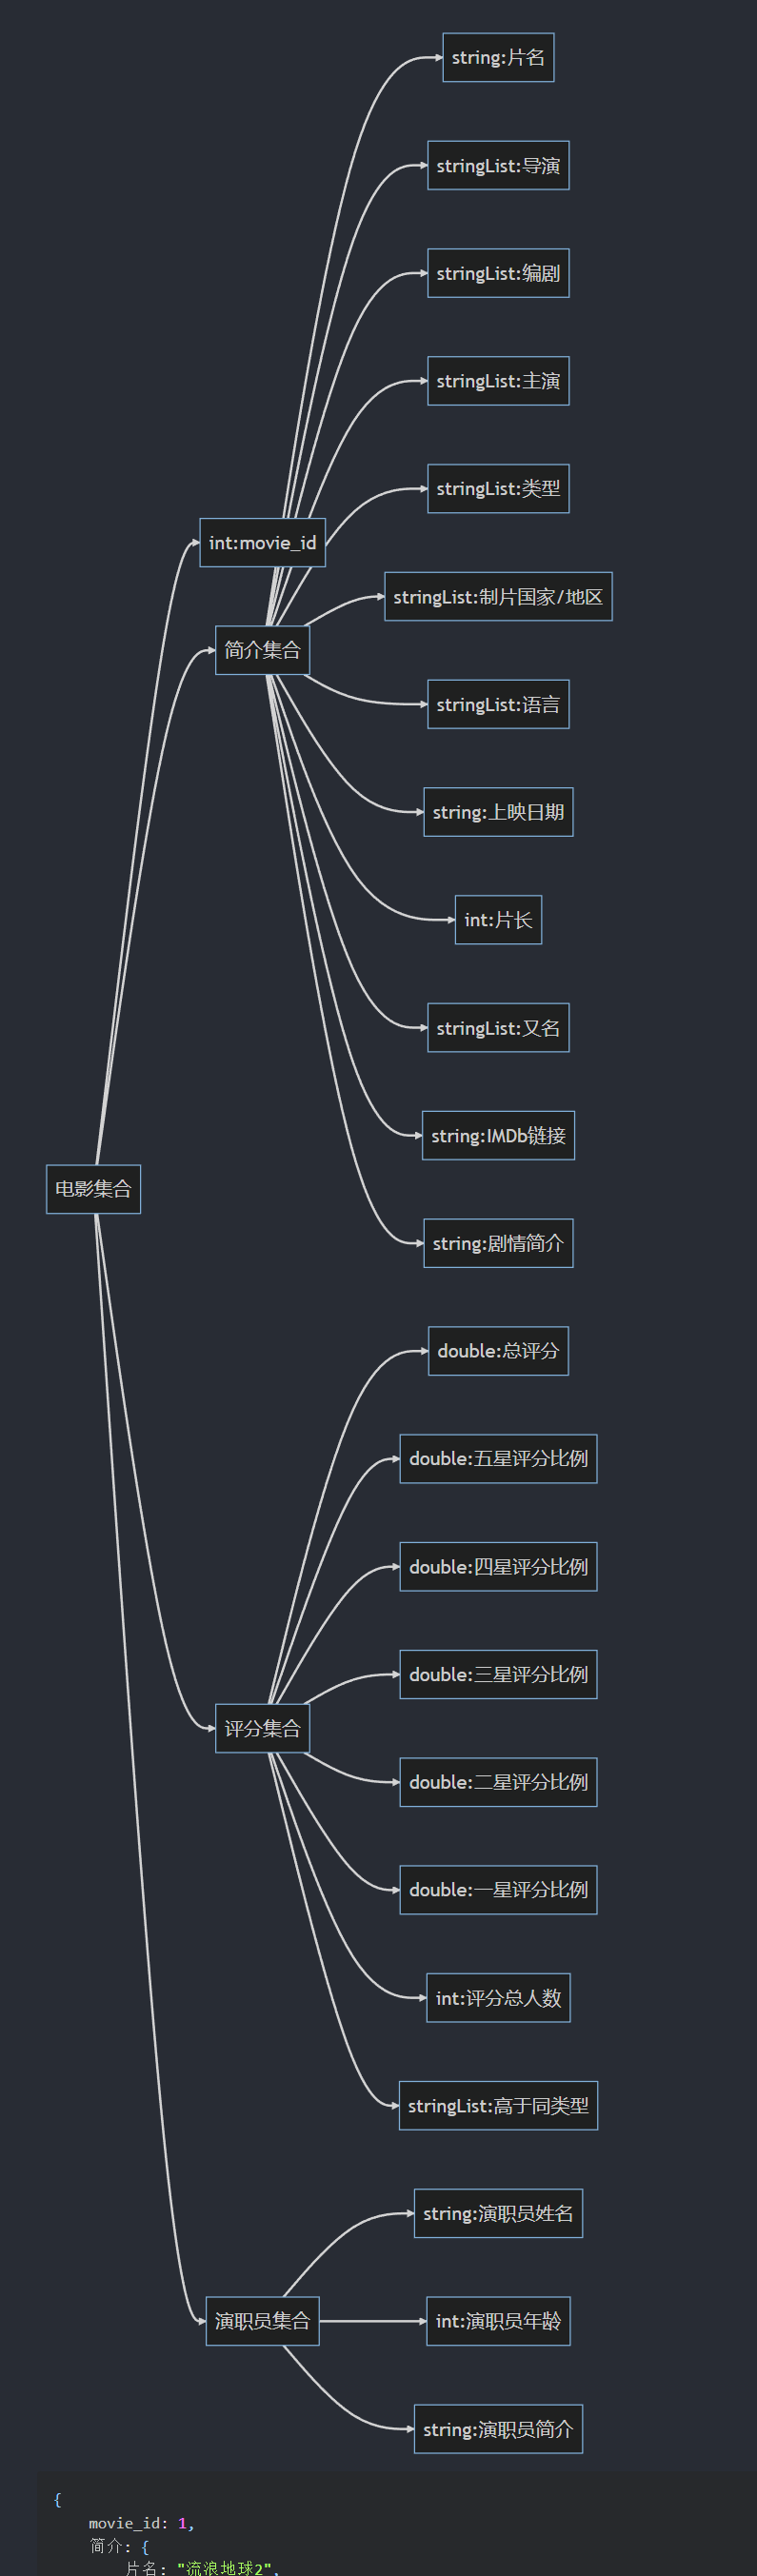 string:片名
stringList:导演
stringList:编剧
stringList:主演
stringList:类型
int:movie_id
stringList:制片国家/地区
简介集合
stringList:语言
string:上映日期
int:片长
stringList:又名
string:IMDb链接
电影集合
string:剧情简介
double:总评分
double:五星评分比例
double:四星评分比例
double:三星评分比例
评分集合
double:二星评分比例
double:一星评分比例
int:评分总人数
stringList:高于同类型
string:演职员姓名
演职员集合
int:演职员年龄
string:演职员简介
{
movie_id: 1,
简介: {
片名: "流浪地球2",